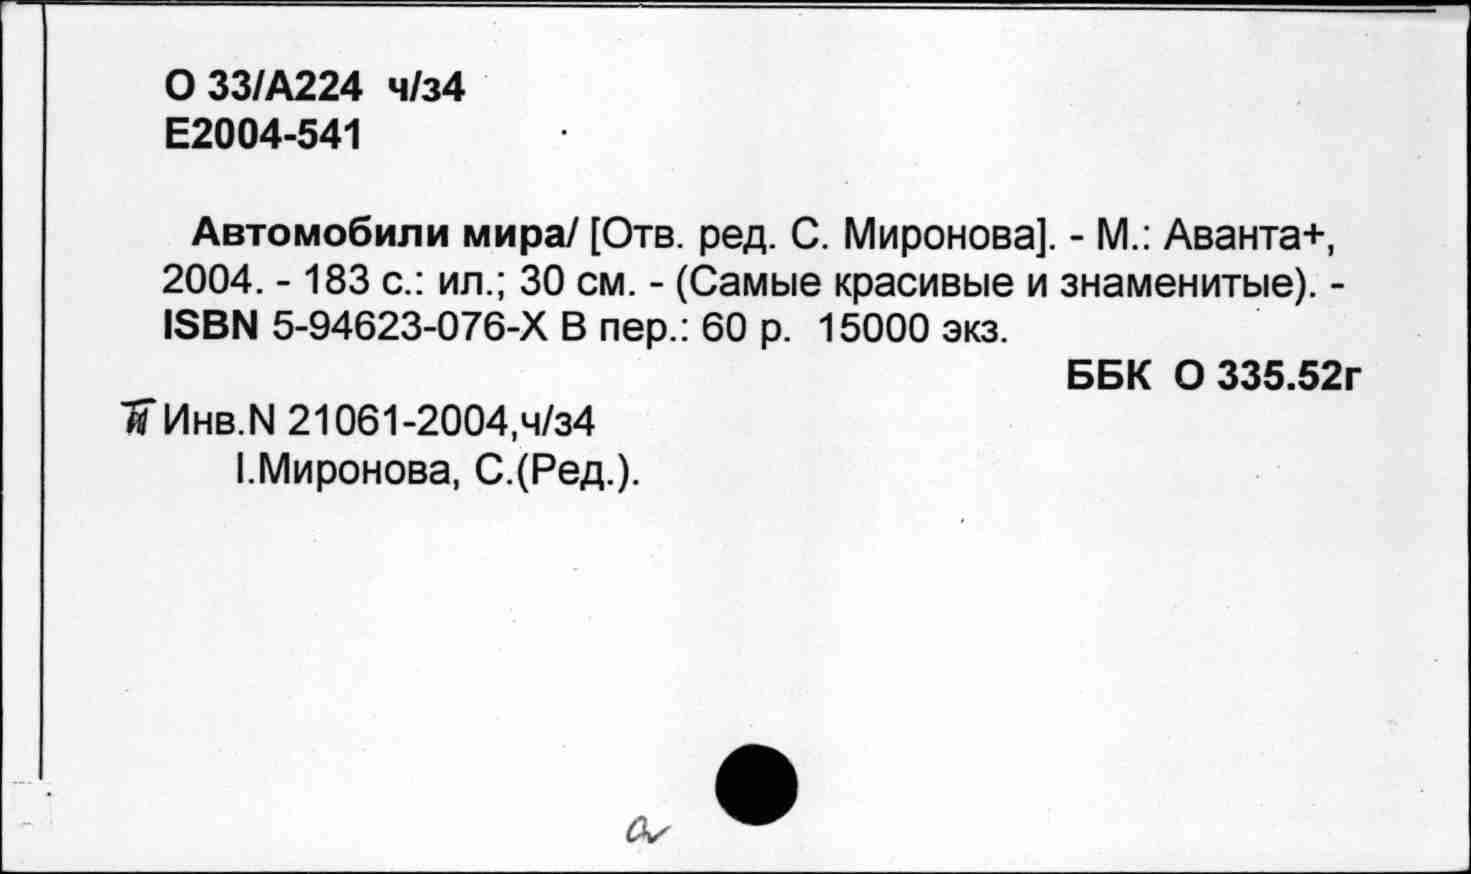 О 33/А224 ч/з4
Е2004-541
Автомобили мира/ [Отв. ред. С. Миронова]. - М.: Аванта+,
2004. - 183 с.: ил.; 30 см. - (Самые красивые и знаменитые). -
ISBN 5-94623-076-X В пер.: 60 р. 15000 экз.
ББК О 335.52г
Инв.N 21061-2004,ч/з4
I.Миронова, С.(Ред.).